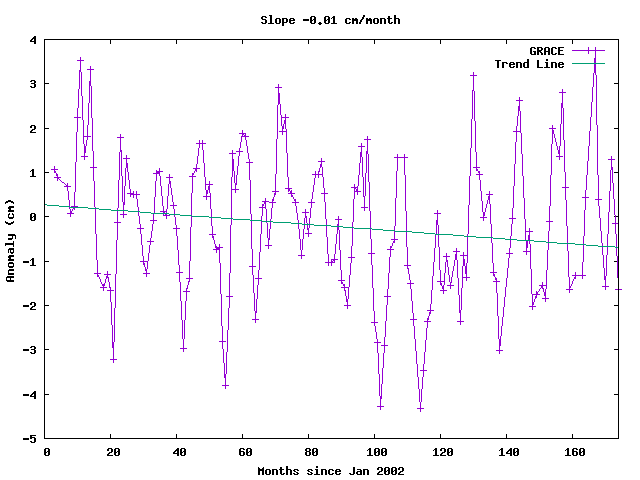 Slope -0.01 cm/month
GRACE
Trend Line
4
3
2
1
0
-1
-2
-3
-4
-5
Anomaly (cm)
0 20 40 60 80 100 120 140 160
Months since Jan 2002